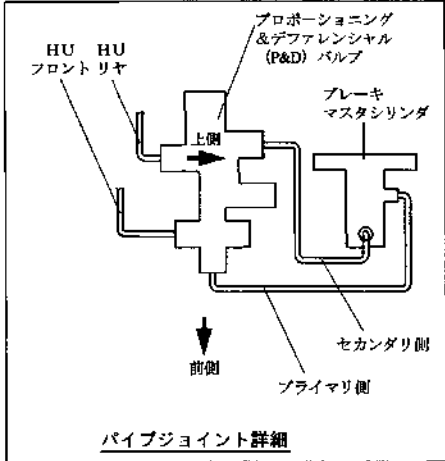 プロポーショニング
&デファレンシャル
(P&D) バルブ
HU HU
フロント リヤ
ブレーキ
マスタシリンダ
上側
セカンダリ側
前側
プライマリ側
パイプジョイント詳細